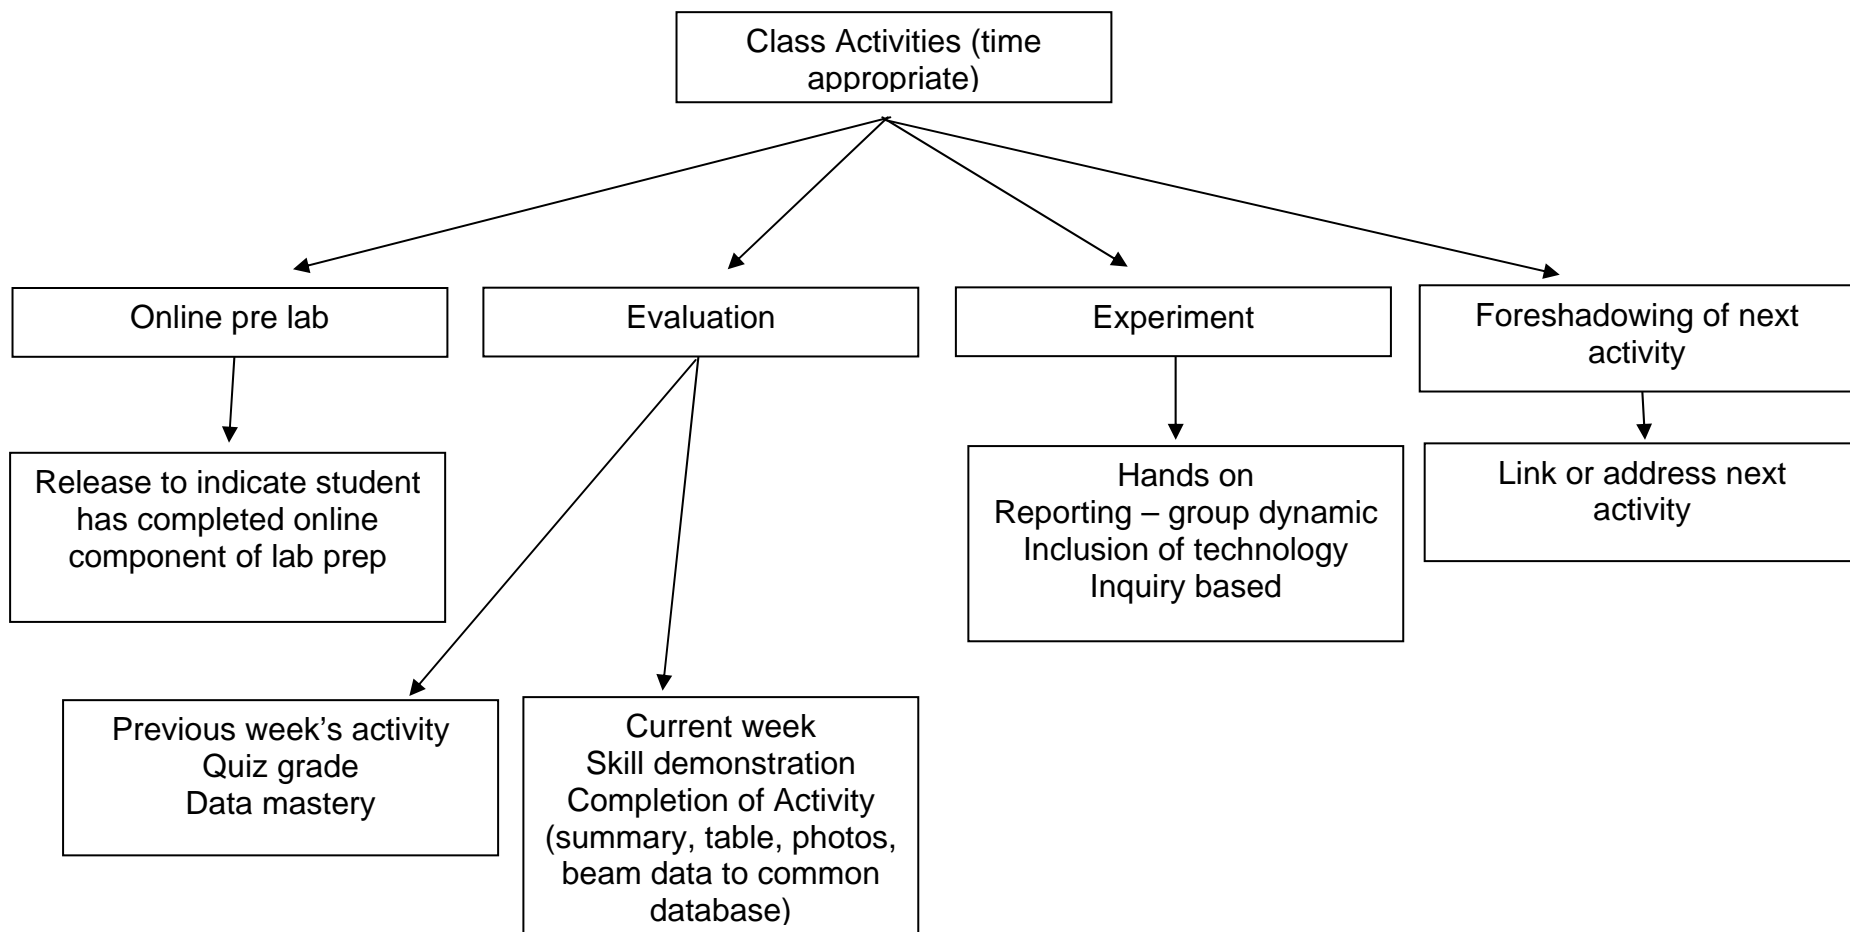 Class Activities (time
appropriate)
Online pre lab
Evaluation
Experiment
Foreshadowing of next
activity
Release to indicate student
has completed online
component of lab prep
Hands on
Reporting – group dynamic
Inclusion of technology
Inquiry based
Link or address next
activity
Previous week’s activity
Quiz grade
Data mastery
Current week
Skill demonstration
Completion of Activity
(summary, table, photos,
beam data to common
database)